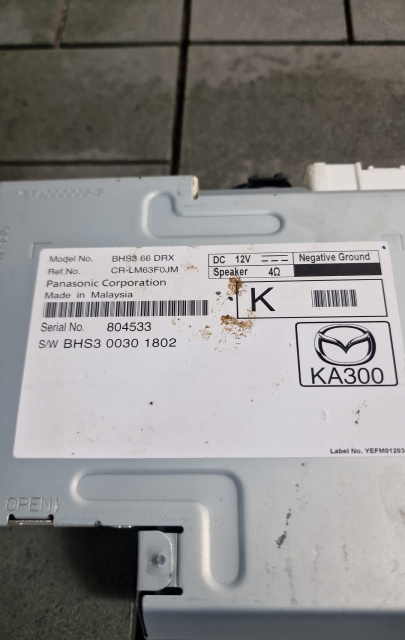 Model No. BHS3 66 DRX
Ref.No. CR-LM63F0JM
Panasonic Corporation
Made in Malaysia
DC 12V
Negative Ground
Speaker 4Ω
K
Serial No. 804533
S/W BHS3 0030 1802
KA300
Label No. YEFM01203
OPEN